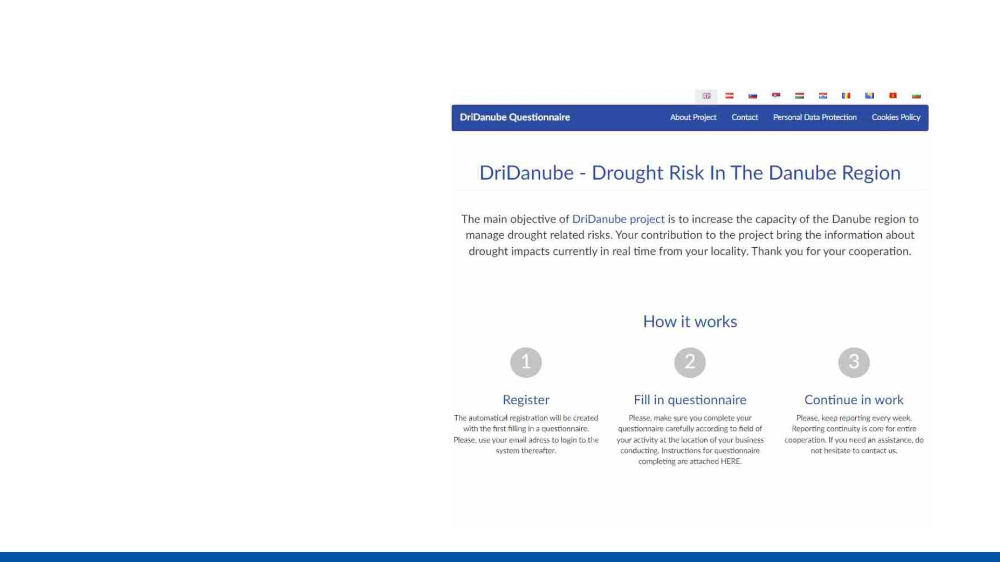 DriDanube Questionnaire About Project Contact Personal Data Protection Cookies Policy
DriDanube - Drought Risk In The Danube Region
The main objective of DriDanube project is to increase the capacity of the Danube region to
manage drought related risks. Your contribution to the project bring the information about
drought impacts currently in real time from your locality. Thank you for your cooperation.
How it works
1
Register
The automatical registration will be created
with the first filling in a questionnaire.
Please, use your email adress to login to the
system thereafter.
2
Fill in questionnaire
Please, make sure you complete your
questionnaire carefully according to field of
your activity at the location of your business
conducting. Instructions for questionnaire
completing are attached HERE.
3
Continue in work
Please, keep reporting every week.
Reporting continuity is core for entire
cooperation. If you need an assistance, do
not hesitate to contact us.